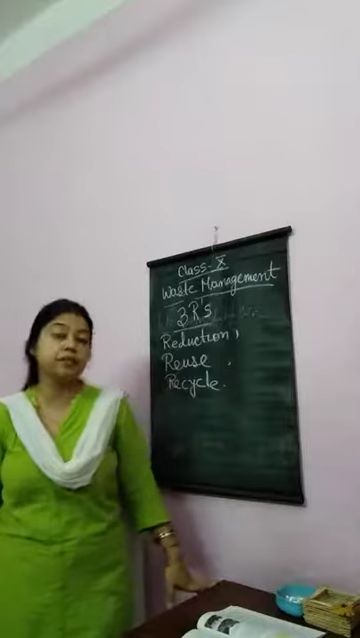 Class-X
Waste Management
3 R's
Reduction,
Reuse.
Recycle.